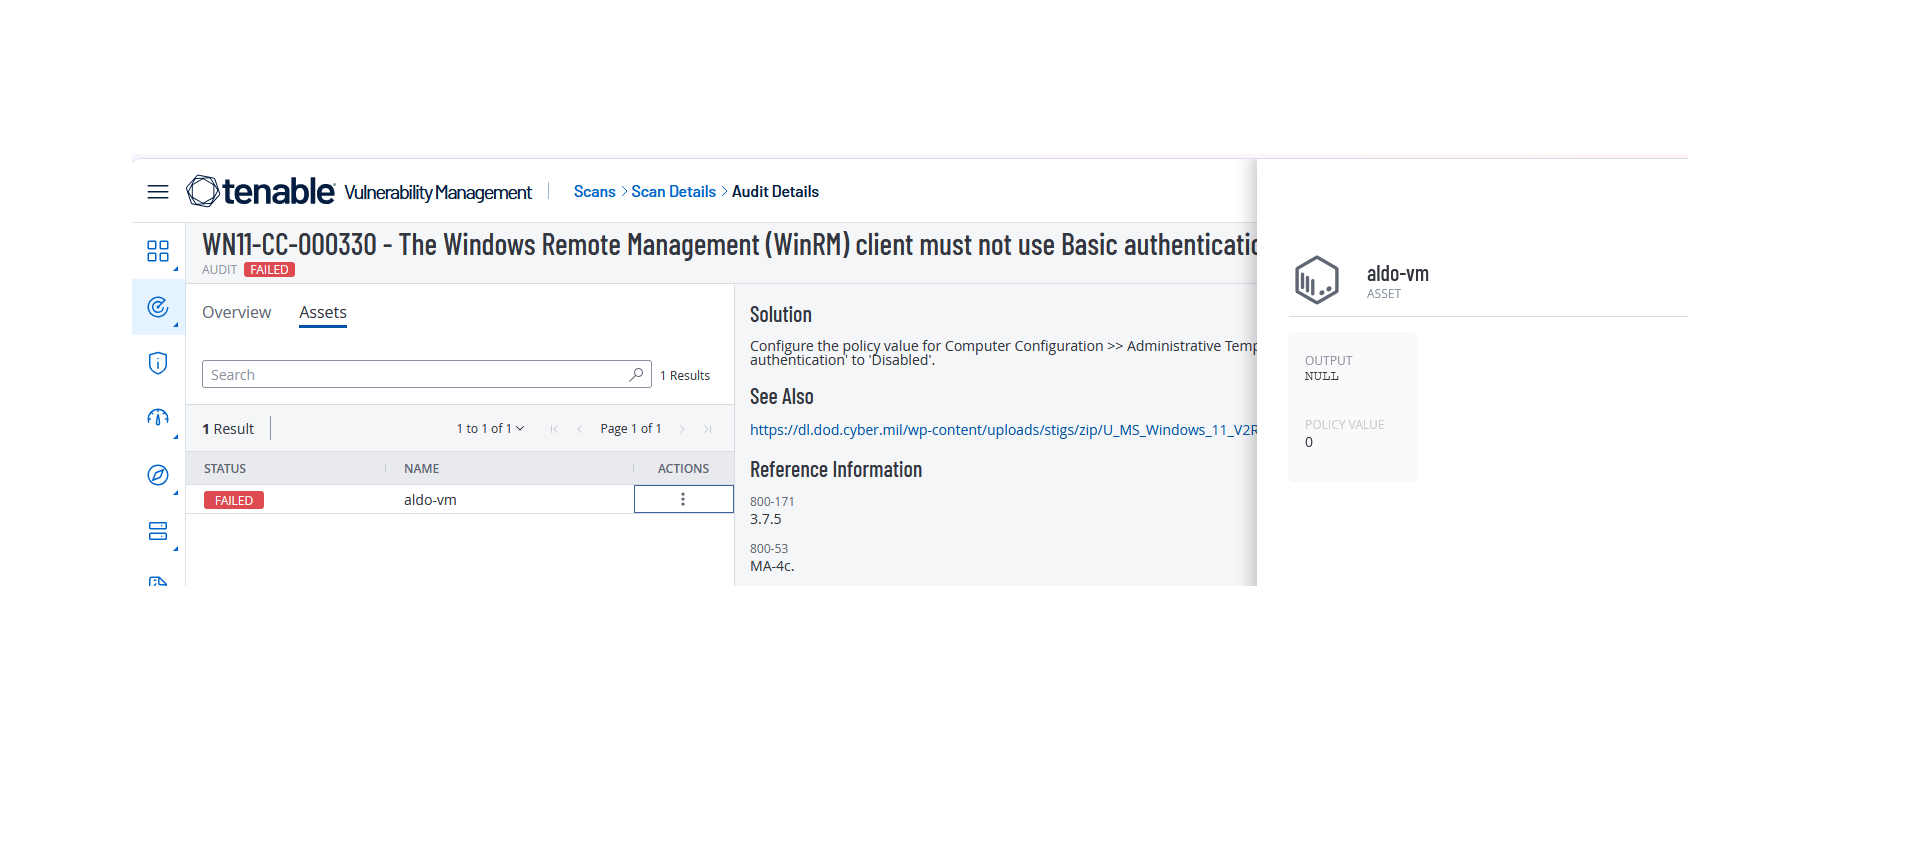 tenable Vulnerability Management
Scans > Scan Details > Audit Details
WN11-CC-000330 - The Windows Remote Management (WinRM) client must not use Basic
AUDIT FAILED
Overview
Assets
Search
1 Results
1 Result
1 to 1 of 1
Page 1 of 1
STATUS
NAME
ACTIONS
FAILED
aldo-vm
Solution
Configure the policy value for Computer Configuration >> Administrative
authentication' to 'Disabled'.
See Also
https://dl.dod.cyber.mil/wp-content/uploads/stigs/zip/U_MS_Windows_11_V2R
Reference Information
800-171
3.7.5
800-53
MA-4c.
aldo-vm
ASSET
OUTPUT
NULL
POLICY VALUE
0